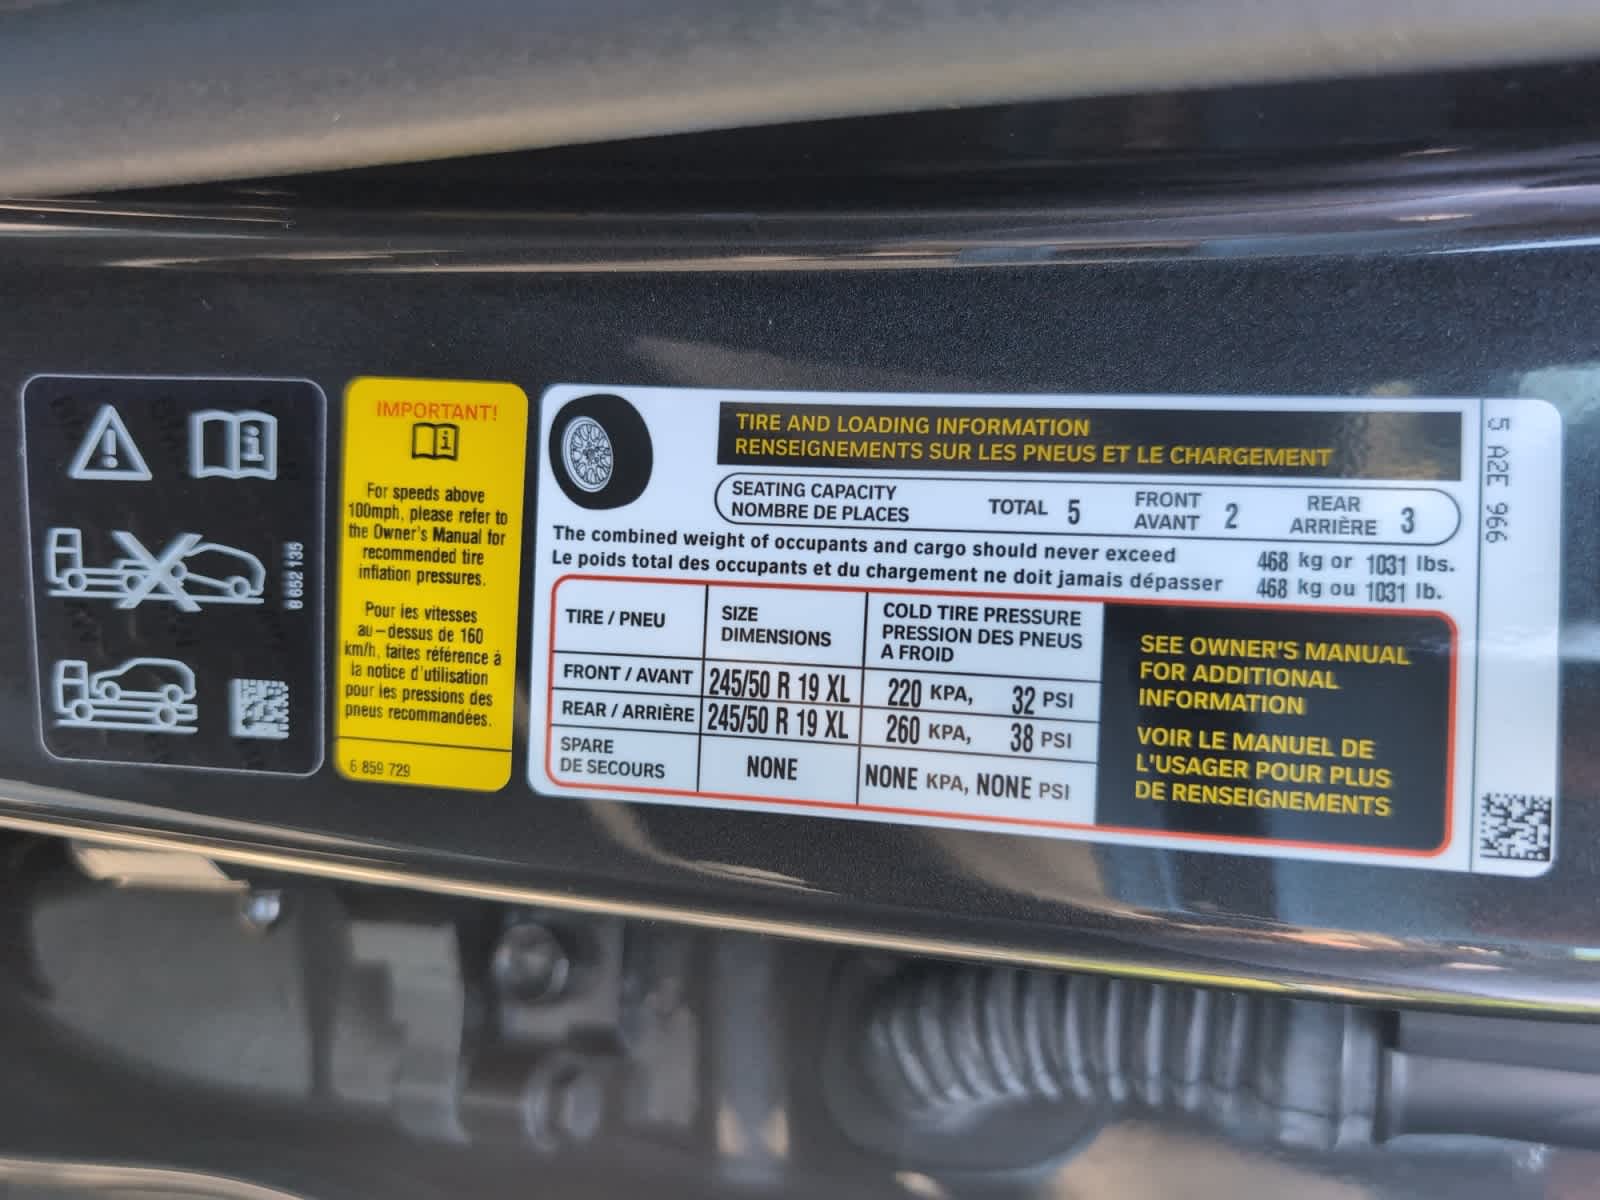 8 652 135
IMPORTANT!
For speeds above
100mph, please refer to
the Owner's Manual for
recommended tire
inflation pressures.
Pour les vitesses
au-dessus de 160
km/h, faites référence à
la notice d'utilisation
pour les pressions des
pneus recommandées.
6 859 729
TIRE AND LOADING INFORMATION
RENSEIGNEMENTS SUR LES PNEUS ET LE CHARGEMENT
SEATING CAPACITY
NOMBRE DE PLACES
TOTAL 5
FRONT
AVANT 2
REAR
ARRIÈRE 3
The combined weight of occupants and cargo should never exceed 468 kg or 1031 lbs.
Le poids total des occupants et du chargement ne doit jamais dépasser 468 kg ou 1031 lb.
TIRE / PNEU
SIZE
DIMENSIONS
COLD TIRE PRESSURE
PRESSION DES PNEUS
A FROID
FRONT / AVANT 245/50 R 19 XL 220 KPA, 32 PSI
REAR / ARRIÈRE 245/50 R 19 XL 260 KPA, 38 PSI
SPARE
DE SECOURS NONE NONE KPA, NONE PSI
SEE OWNER'S MANUAL
FOR ADDITIONAL
INFORMATION
VOIR LE MANUEL DE
L'USAGER POUR PLUS
DE RENSEIGNEMENTS
5 A2E 966